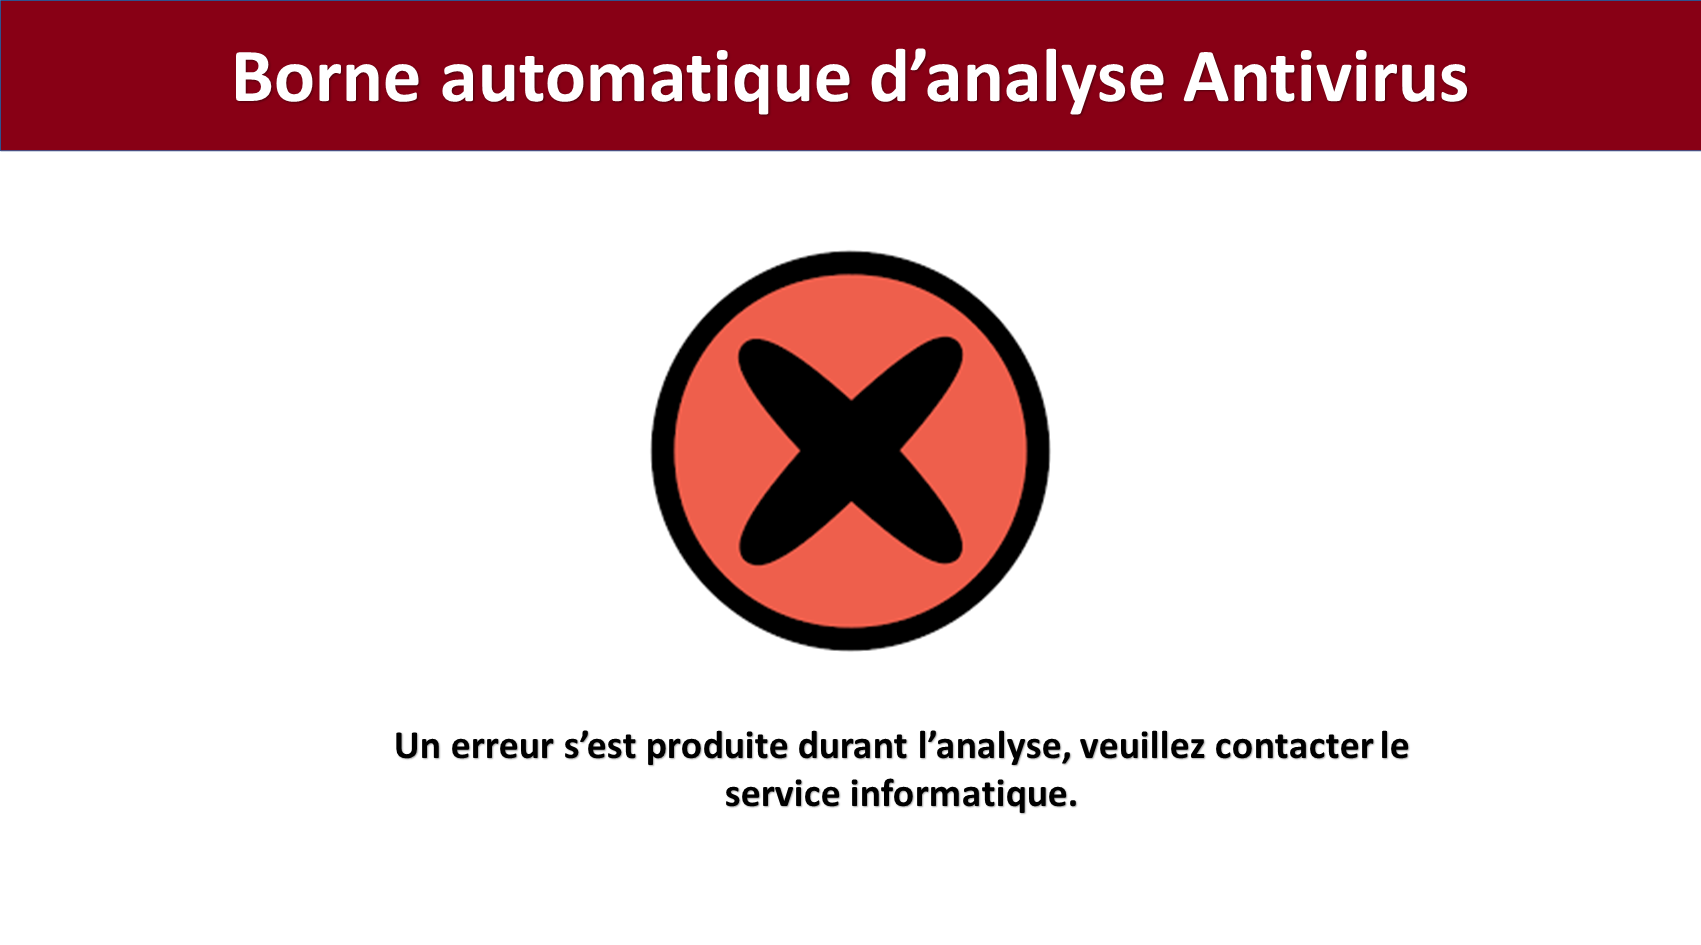 Borne automatique d’analyse Antivirus
Un erreur s’est produite durant l’analyse, veuillez contacter le
service informatique.